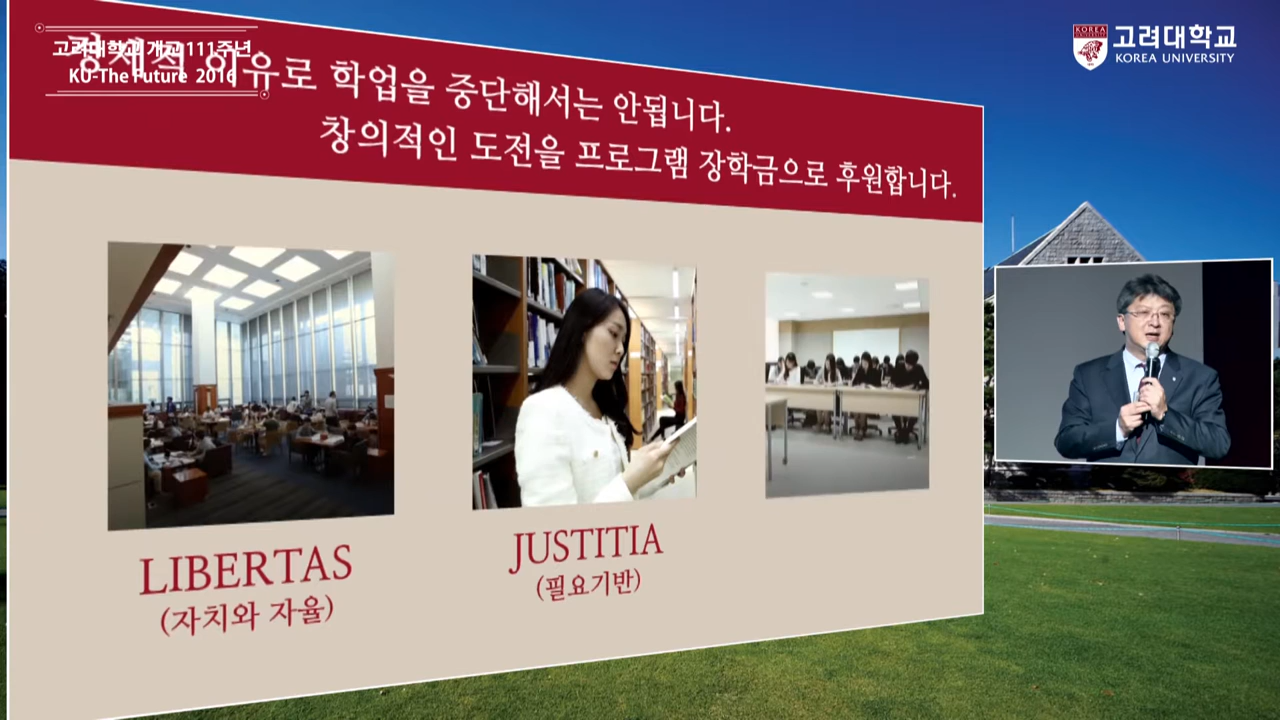 고려대학교 개교 111주년
KU-The Future 2016
경제적 이유로 학업을 중단해서는 안됩니다.
창의적인 도전을 프로그램 장학금으로 후원합니다.
KOREA
고려대학교
KOREA UNIVERSITY
LIBERTAS
(자치와 자율)
JUSTITIA
(필요기반)